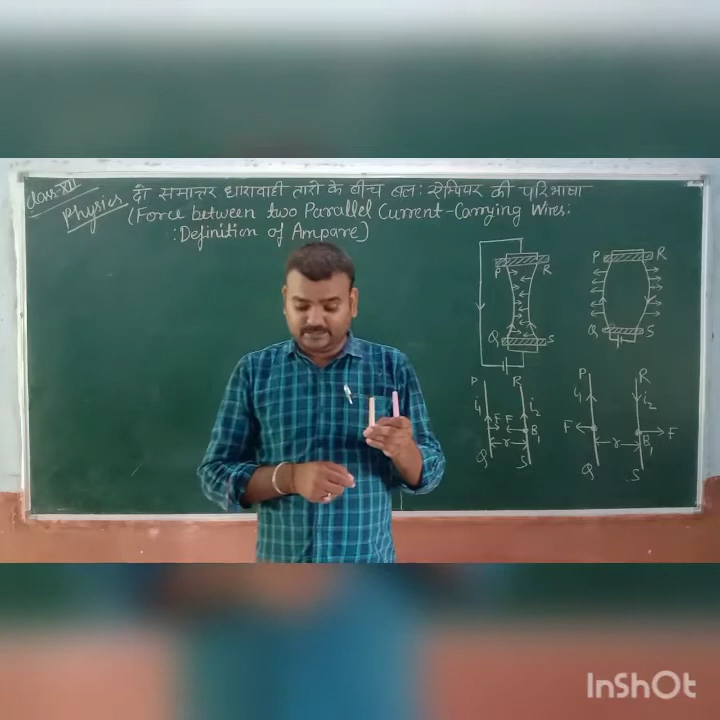 Class-XII
Physics
दो समान्तर धारावाही तारों के बीच बल: ऐम्पियर की परिभाषा
(Force between two Parallel Current-Carrying Wires:
:Definition of Ampare)
P R
Q S
P R
Q S
P R
i₁ i₂
F F
r B₁
Q S
P R
i₁ i₂
F r B₁ F
Q S
InShOt